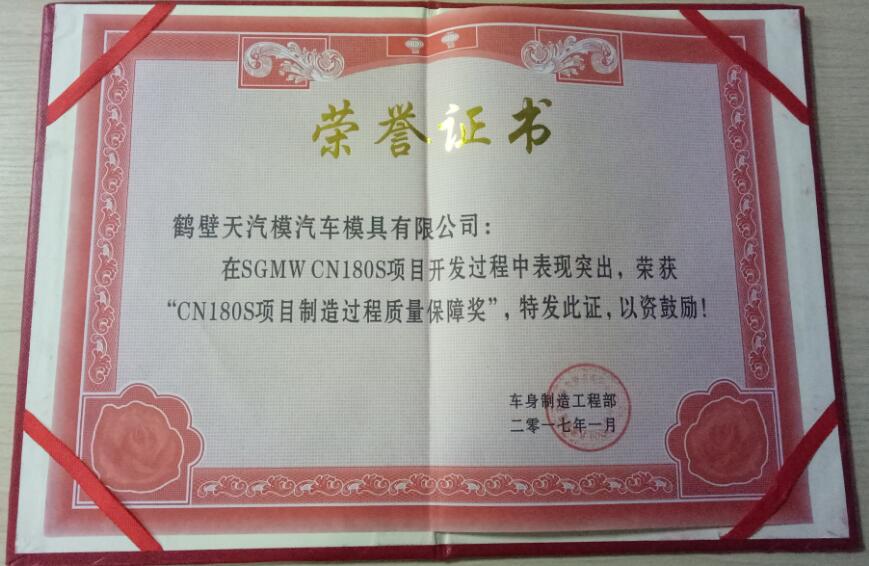 荣誉证书
鹤壁天汽模汽车模具有限公司：
在SGMW CN180S项目开发过程中表现突出，荣获
“CN180S项目制造过程质量保障奖”，特发此证，以资鼓励！
车身制造工程部
二零一七年一月